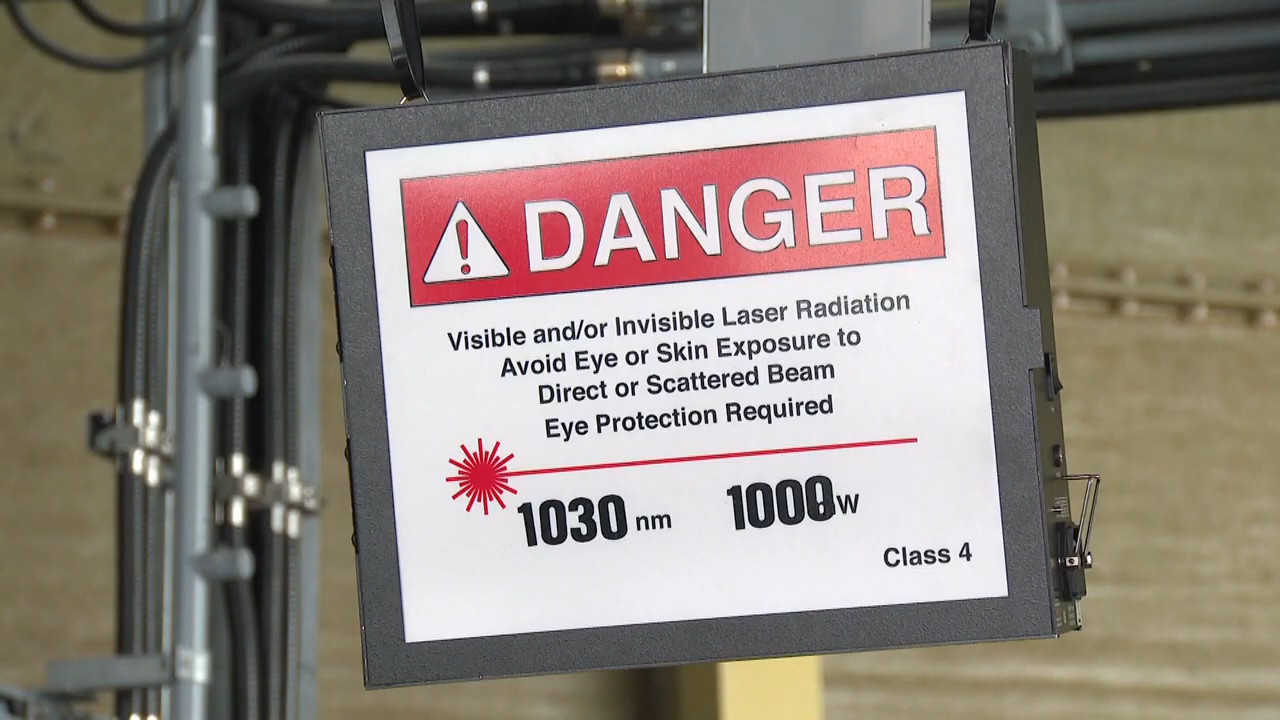 DANGER
Visible and/or Invisible Laser Radiation
Avoid Eye or Skin Exposure to
Direct or Scattered Beam
Eye Protection Required
1030 nm 1000W
Class 4